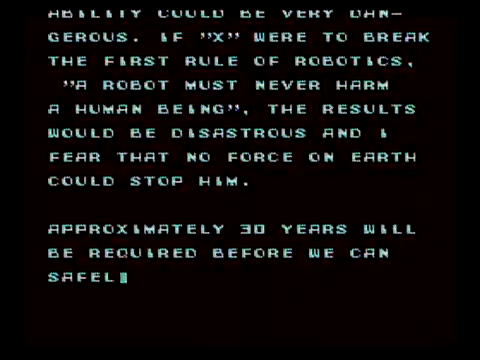 ABILITY COULD BE VERY DAN-
GEROUS. IF "X" WERE TO BREAK
THE FIRST RULE OF ROBOTICS,
"A ROBOT MUST NEVER HARM
A HUMAN BEING", THE RESULTS
WOULD BE DISASTROUS AND I
FEAR THAT NO FORCE ON EARTH
COULD STOP HIM.
APPROXIMATELY 30 YEARS WILL
BE REQUIRED BEFORE WE CAN
SAFEL